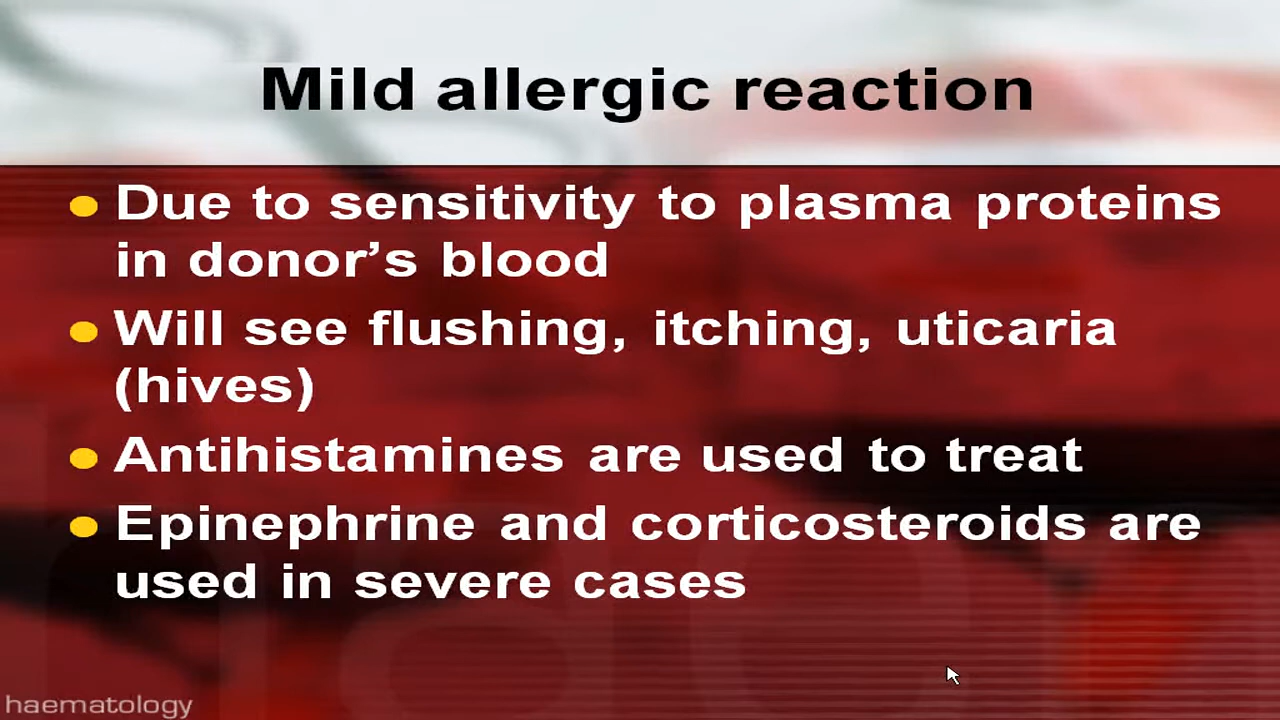 Mild allergic reaction
Due to sensitivity to plasma proteins
in donor’s blood
Will see flushing, itching, uticaria
(hives)
Antihistamines are used to treat
Epinephrine and corticosteroids are
used in severe cases
haematology